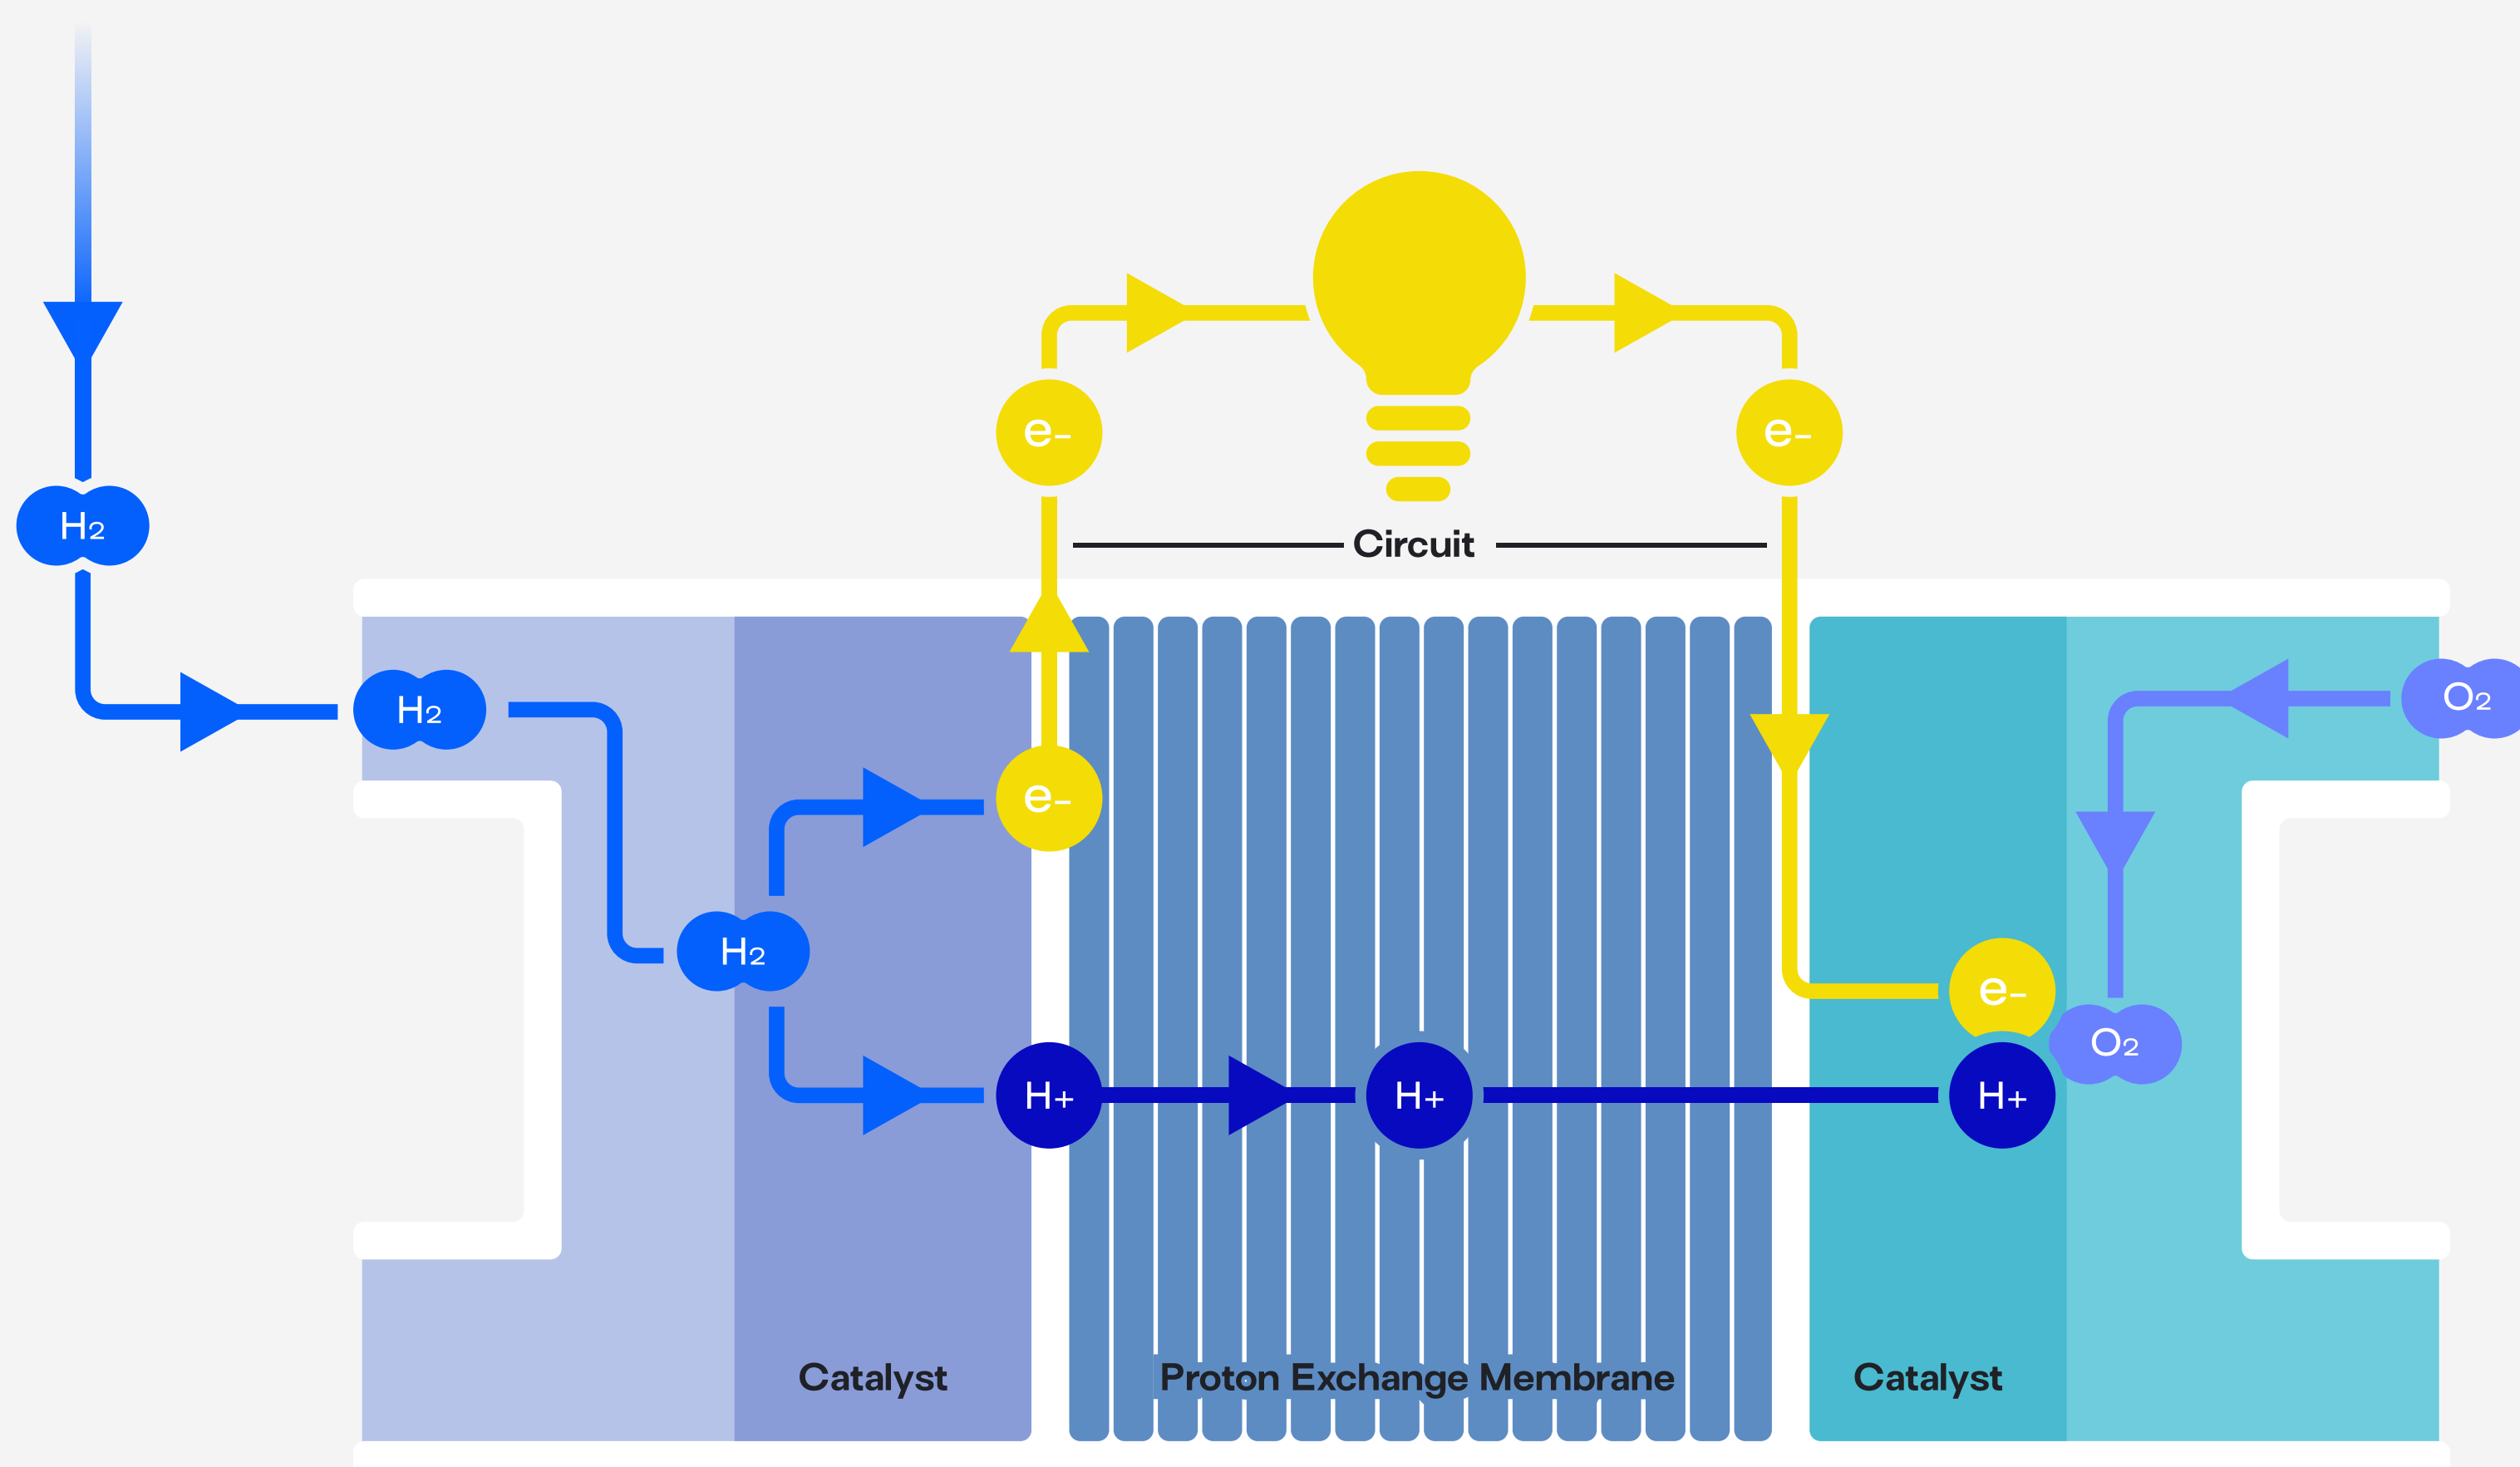 e-
e-
H₂
Circuit
H₂
O₂
e-
H₂
e-
O₂
H+
H+
H+
Catalyst
Proton Exchange Membrane
Catalyst